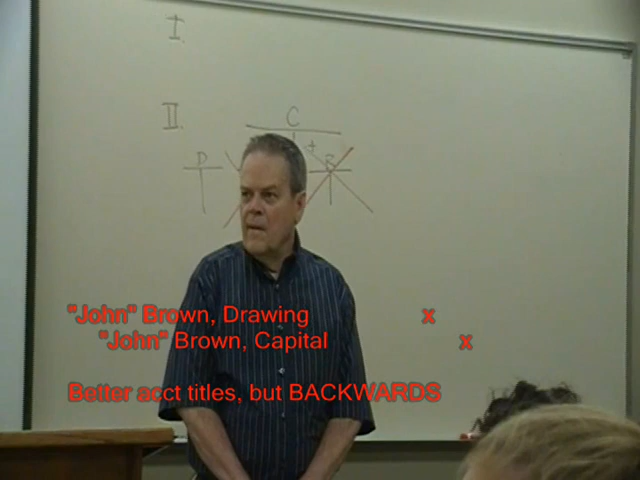 I.
II.
C
+
D
R
"John" Brown, Drawing x
"John" Brown, Capital x
Better acct titles, but BACKWARDS